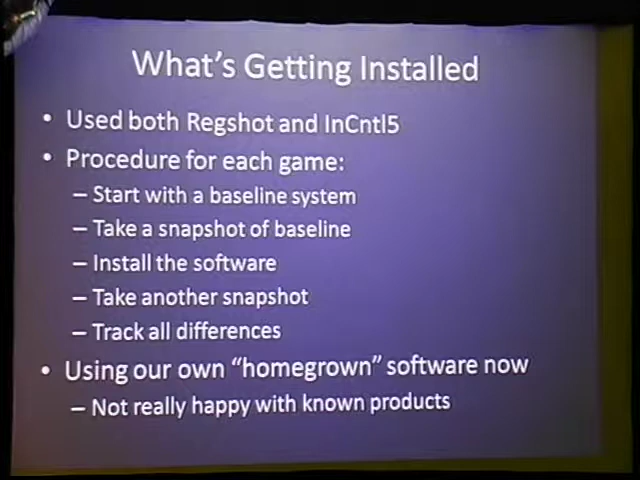 What's Getting Installed
• Used both Regshot and InCntl5
• Procedure for each game:
– Start with a baseline system
– Take a snapshot of baseline
– Install the software
– Take another snapshot
– Track all differences
• Using our own “homegrown” software now
– Not really happy with known products